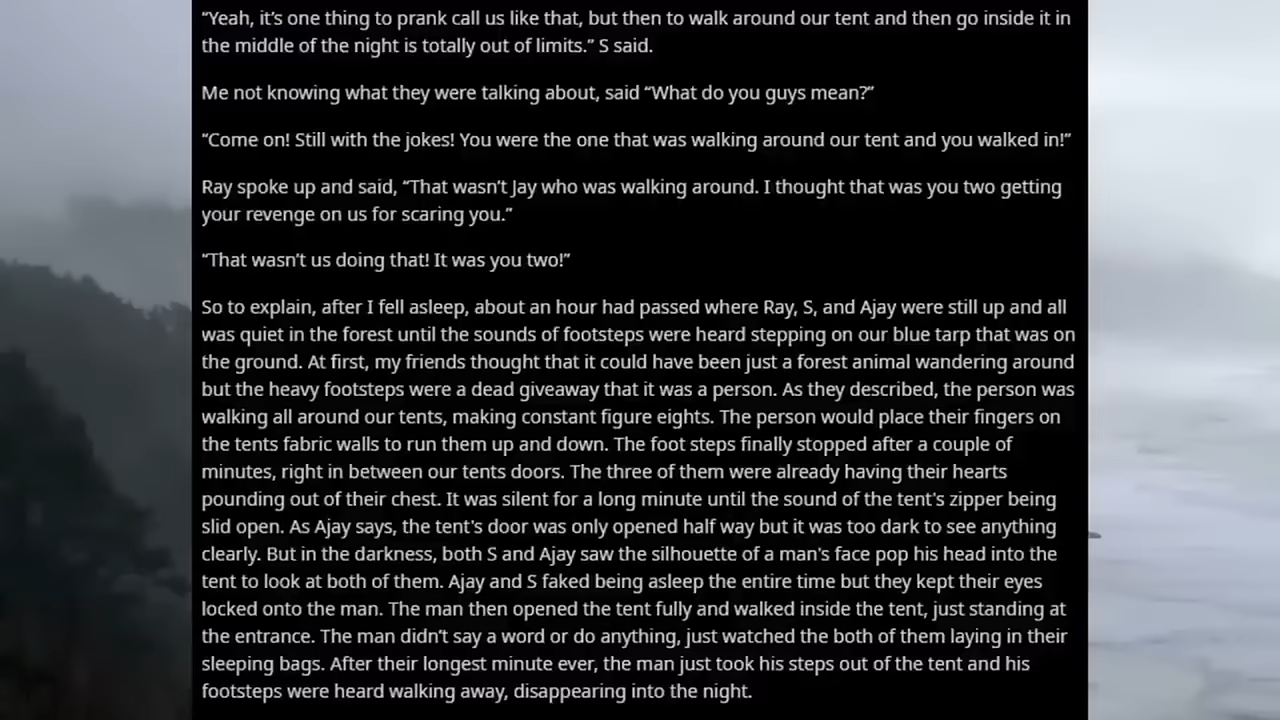 “Yeah, it’s one thing to prank call us like that, but then to walk around our tent and then go inside it in
the middle of the night is totally out of limits.” S said.
Me not knowing what they were talking about, said “What do you guys mean?”
“Come on! Still with the jokes! You were the one that was walking around our tent and you walked in!”
Ray spoke up and said, “That wasn’t Jay who was walking around. I thought that was you two getting
your revenge on us for scaring you.”
“That wasn’t us doing that! It was you two!”
So to explain, after I fell asleep, about an hour had passed where Ray, S, and Ajay were still up and all
was quiet in the forest until the sounds of footsteps were heard stepping on our blue tarp that was on
the ground. At first, my friends thought that it could have been just a forest animal wandering around
but the heavy footsteps were a dead giveaway that it was a person. As they described, the person was
walking all around our tents, making constant figure eights. The person would place their fingers on
the tents fabric walls to run them up and down. The foot steps finally stopped after a couple of
minutes, right in between our tents doors. The three of them were already having their hearts
pounding out of their chest. It was silent for a long minute until the sound of the tent's zipper being
slid open. As Ajay says, the tent's door was only opened half way but it was too dark to see anything
clearly. But in the darkness, both S and Ajay saw the silhouette of a man's face pop his head into the
tent to look at both of them. Ajay and S faked being asleep the entire time but they kept their eyes
locked onto the man. The man then opened the tent fully and walked inside the tent, just standing at
the entrance. The man didn’t say a word or do anything, just watched the both of them laying in their
sleeping bags. After their longest minute ever, the man just took his steps out of the tent and his
footsteps were heard walking away, disappearing into the night.